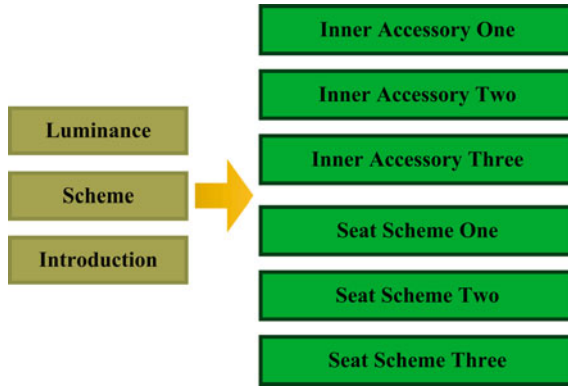 Luminance
Scheme
Introduction
Inner Accessory One
Inner Accessory Two
Inner Accessory Three
Seat Scheme One
Seat Scheme Two
Seat Scheme Three